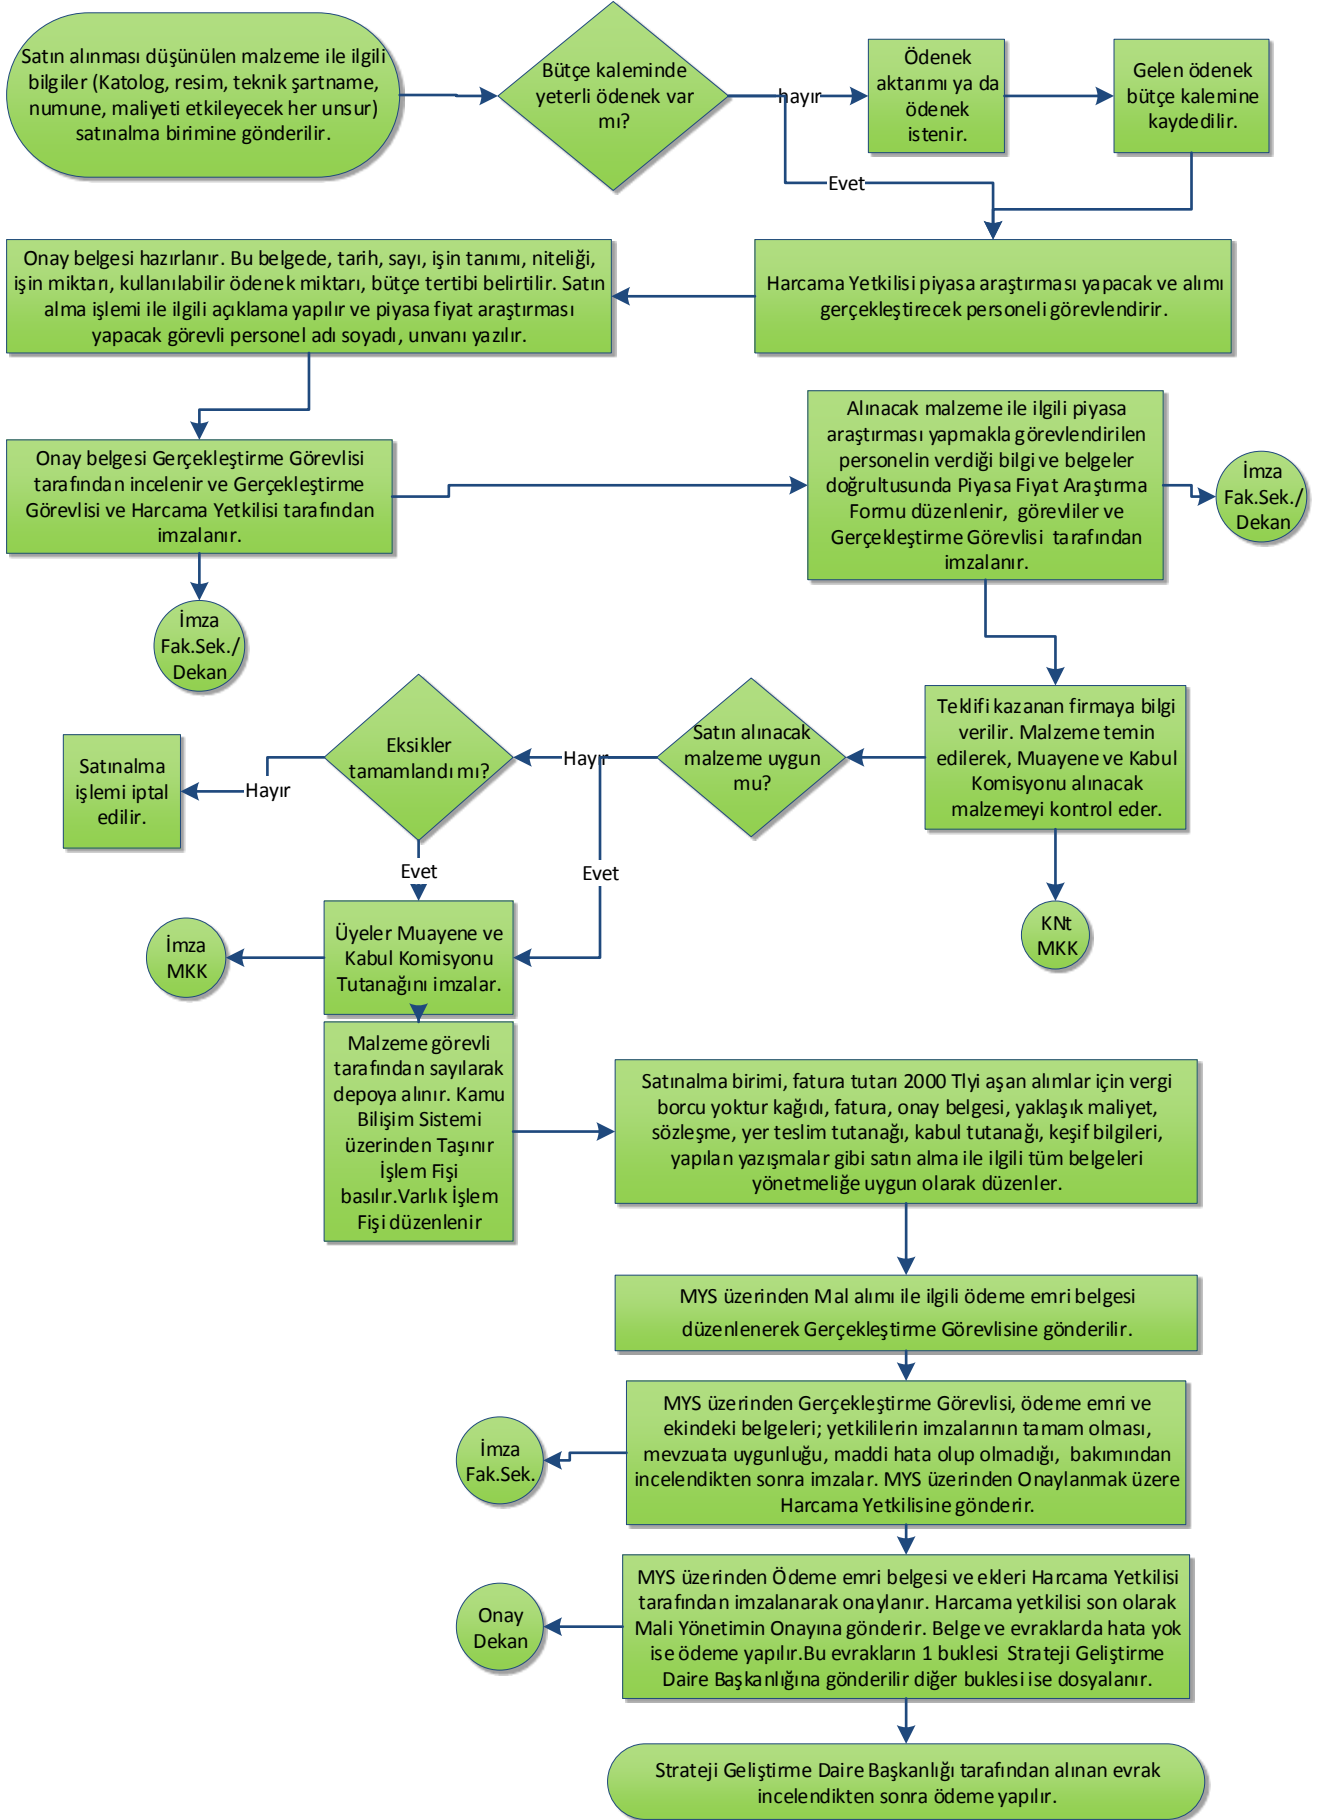 Satın alınması düşünülen malzeme ile ilgili
bilgiler (Katolog, resim, teknik şartname,
numune, maliyeti etkileyecek her unsur)
satınalma birimine gönderilir.
Bütçe kaleminde
yeterli ödenek var
mı?
hayır
Ödenek
aktarımı ya da
ödenek
istenir.
Gelen ödenek
bütçe kalemine
kaydedilir.
Evet
Harcama Yetkilisi piyasa araştırması yapacak ve alımı
gerçekleştirecek personeli görevlendirir.
Onay belgesi hazırlanır. Bu belgede, tarih, sayı, işin tanımı, niteliği,
işin miktarı, kullanılabilir ödenek miktarı, bütçe tertibi belirtilir. Satın
alma işlemi ile ilgili açıklama yapılır ve piyasa fiyat araştırması
yapacak görevli personel adı soyadı, unvanı yazılır.
Onay belgesi Gerçekleştirme Görevlisi
tarafından incelenir ve Gerçekleştirme
Görevlisi ve Harcama Yetkilisi tarafından
imzalanır.
İmza
Fak.Sek./
Dekan
Alınacak malzeme ile ilgili piyasa
araştırması yapmakla görevlendirilen
personelin verdiği bilgi ve belgeler
doğrultusunda Piyasa Fiyat Araştırma
Formu düzenlenir, görevliler ve
Gerçekleştirme Görevlisi tarafından
imzalanır.
İmza
Fak.Sek./
Dekan
Teklifi kazanan firmaya bilgi
verilir. Malzeme temin
edilerek, Muayene ve Kabul
Komisyonu alınacak
malzemeyi kontrol eder.
KNt
MKK
Satın alınacak
malzeme uygun
mu?
Hayır
Evet
Eksikler
tamamlandı mı?
Hayır
Satınalma
işlemi iptal
edilir.
Evet
Üyeler Muayene ve
Kabul Komisyonu
Tutanağını imzalar.
İmza
MKK
Malzeme görevli
tarafından sayılarak
depoya alınır. Kamu
Bilişim Sistemi
üzerinden Taşınır
İşlem Fişi
basılır.Varlık İşlem
Fişi düzenlenir
Satınalma birimi, fatura tutarı 2000 Tlyi aşan alımlar için vergi
borcu yoktur kağıdı, fatura, onay belgesi, yaklaşık maliyet,
sözleşme, yer teslim tutanağı, kabul tutanağı, keşif bilgileri,
yapılan yazışmalar gibi satın alma ile ilgili tüm belgeleri
yönetmeliğe uygun olarak düzenler.
MYS üzerinden Mal alımı ile ilgili ödeme emri belgesi
düzenlenerek Gerçekleştirme Görevlisine gönderilir.
MYS üzerinden Gerçekleştirme Görevlisi, ödeme emri ve
ekindeki belgeleri; yetkililerin imzalarının tamam olması,
mevzuata uygunluğu, maddi hata olup olmadığı, bakımından
incelendikten sonra imzalar. MYS üzerinden Onaylanmak üzere
Harcama Yetkilisine gönderir.
İmza
Fak.Sek.
MYS üzerinden Ödeme emri belgesi ve ekleri Harcama Yetkilisi
tarafından imzalanarak onaylanır. Harcama yetkilisi son olarak
Mali Yönetimin Onayına gönderir. Belge ve evraklarda hata yok
ise ödeme yapılır.Bu evrakların 1 buklesi Strateji Geliştirme
Daire Başkanlığına gönderilir diğer buklesi ise dosyalanır.
Onay
Dekan
Strateji Geliştirme Daire Başkanlığı tarafından alınan evrak
incelendikten sonra ödeme yapılır.